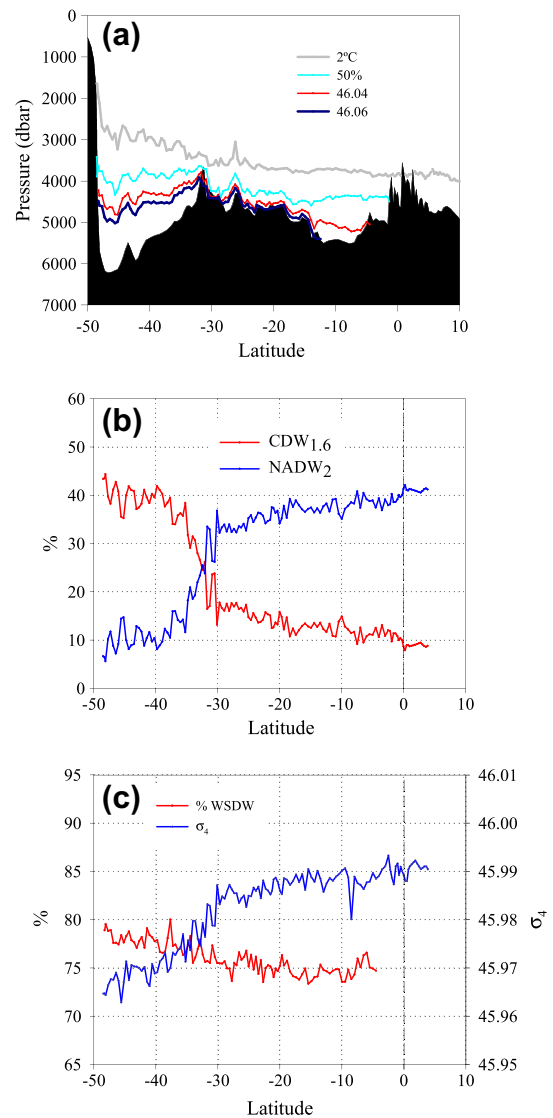 (a)
2ºC
50%
46.04
46.06
Pressure (dbar)
0
1000
2000
3000
4000
5000
6000
7000
-50 -40 -30 -20 -10 0 10
Latitude
(b)
CDW1.6
NADW2
%
60
50
40
30
20
10
0
-50 -40 -30 -20 -10 0 10
Latitude
(c)
% WSDW
σ4
%
95
90
85
80
75
70
65
46.01
46.00
45.99
45.98
45.97
45.96
45.95
σ4
-50 -40 -30 -20 -10 0 10
Latitude